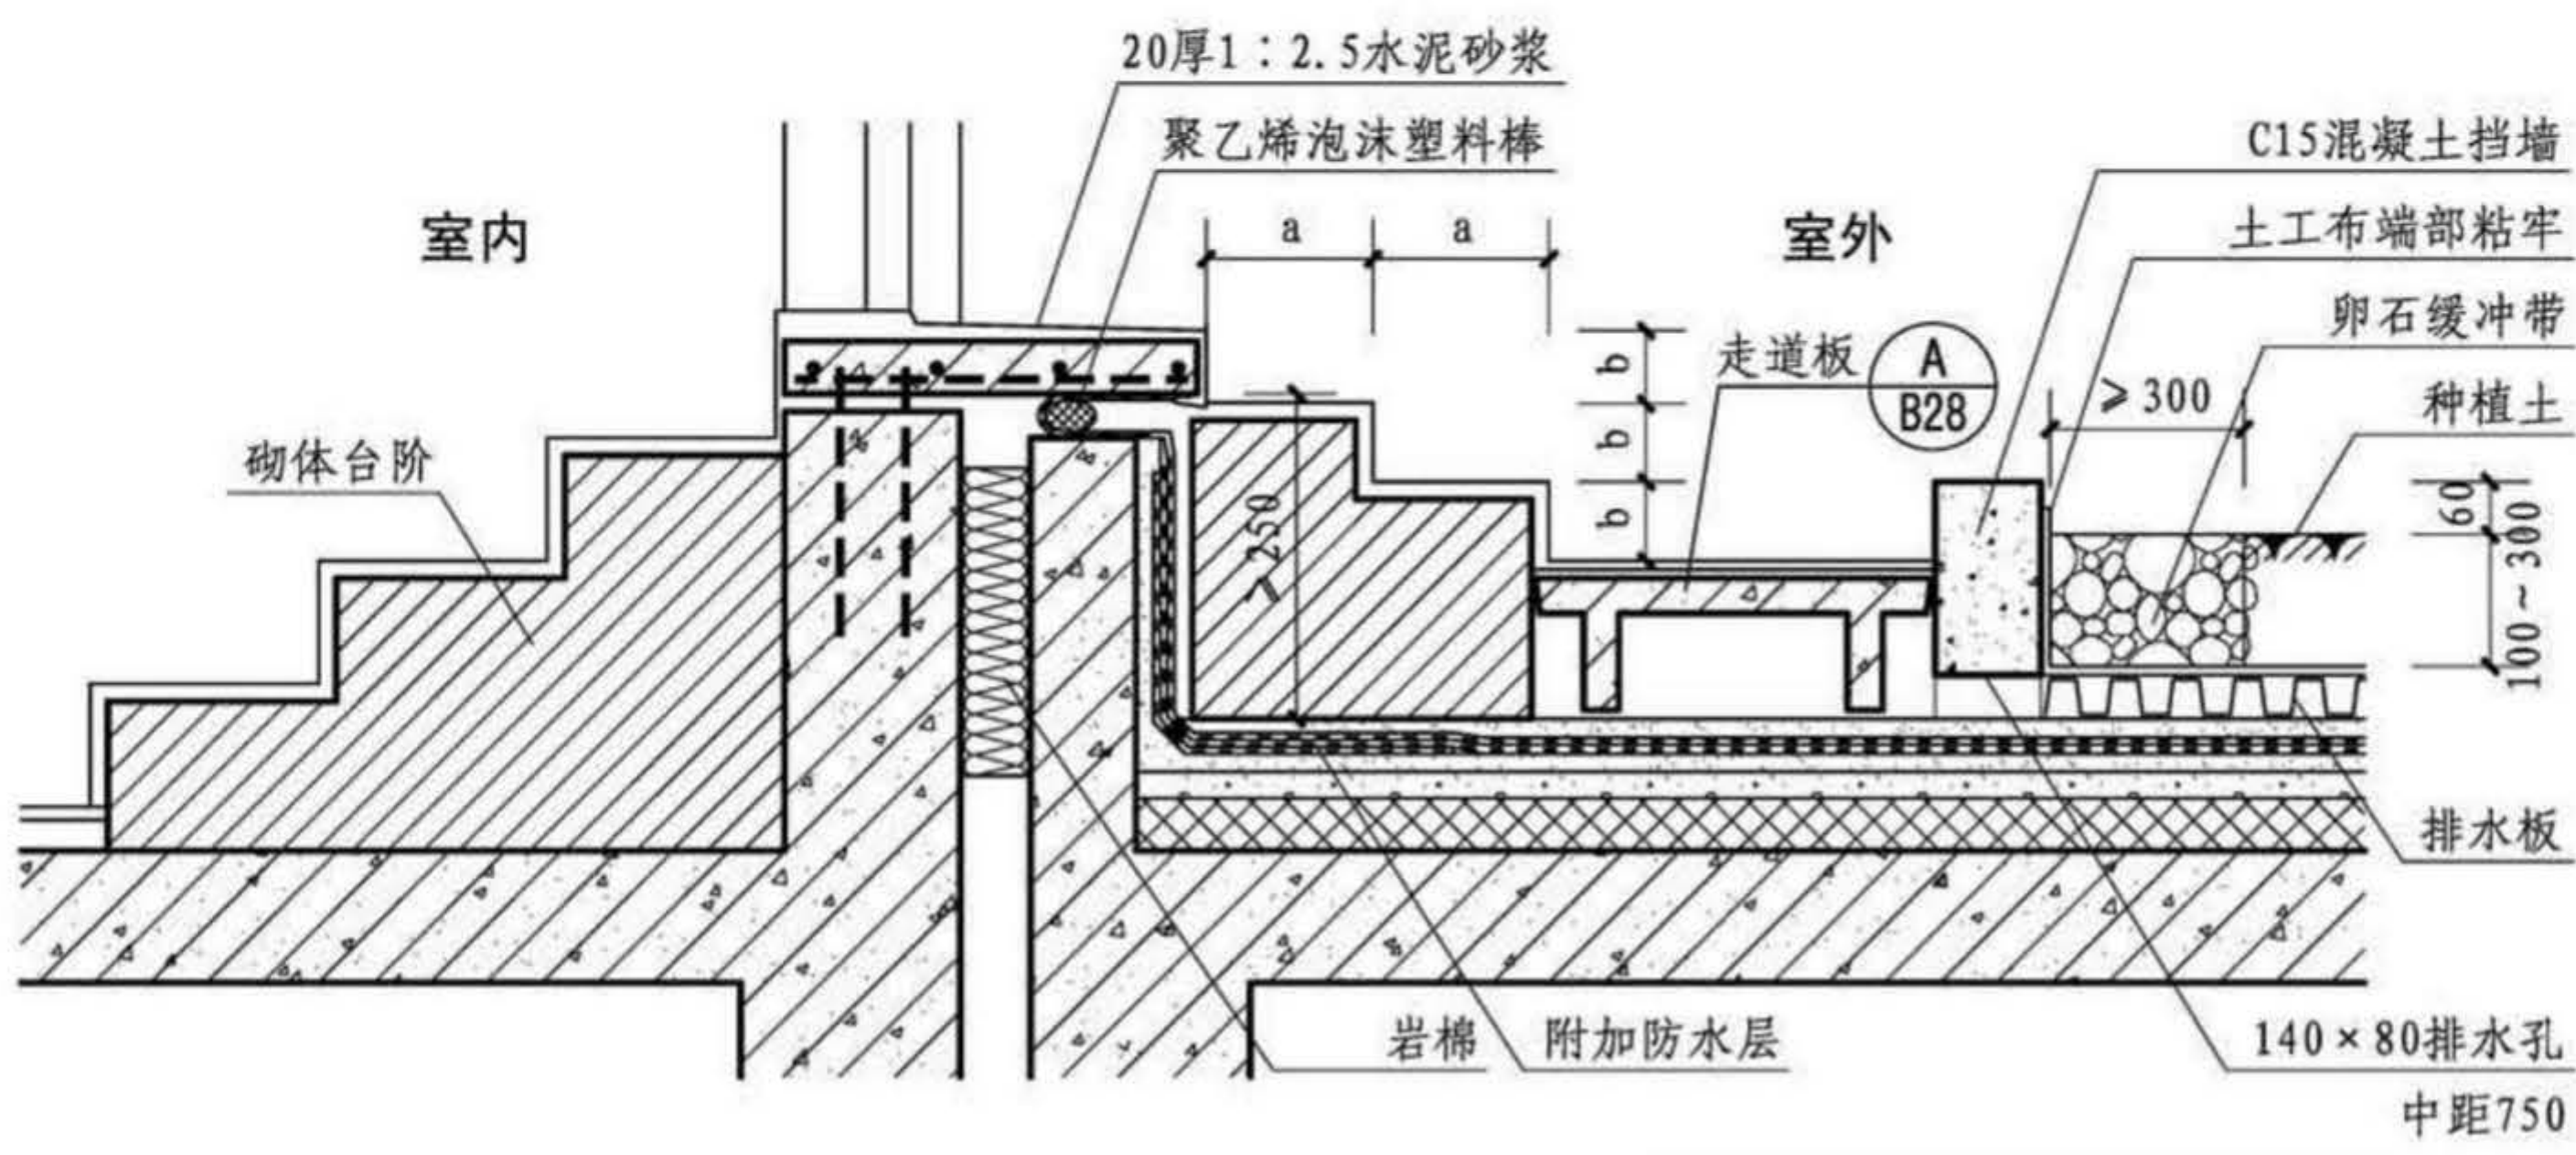 20厚1：2.5水泥砂浆
聚乙烯泡沫塑料棒
C15混凝土挡墙
土工布端部粘牢
卵石缓冲带
种植土
室内
室外
a
a
b
b
b
走道板
A
B28
≥300
60
100~300
砌体台阶
≥250
排水板
岩棉
附加防水层
140×80排水孔
中距750